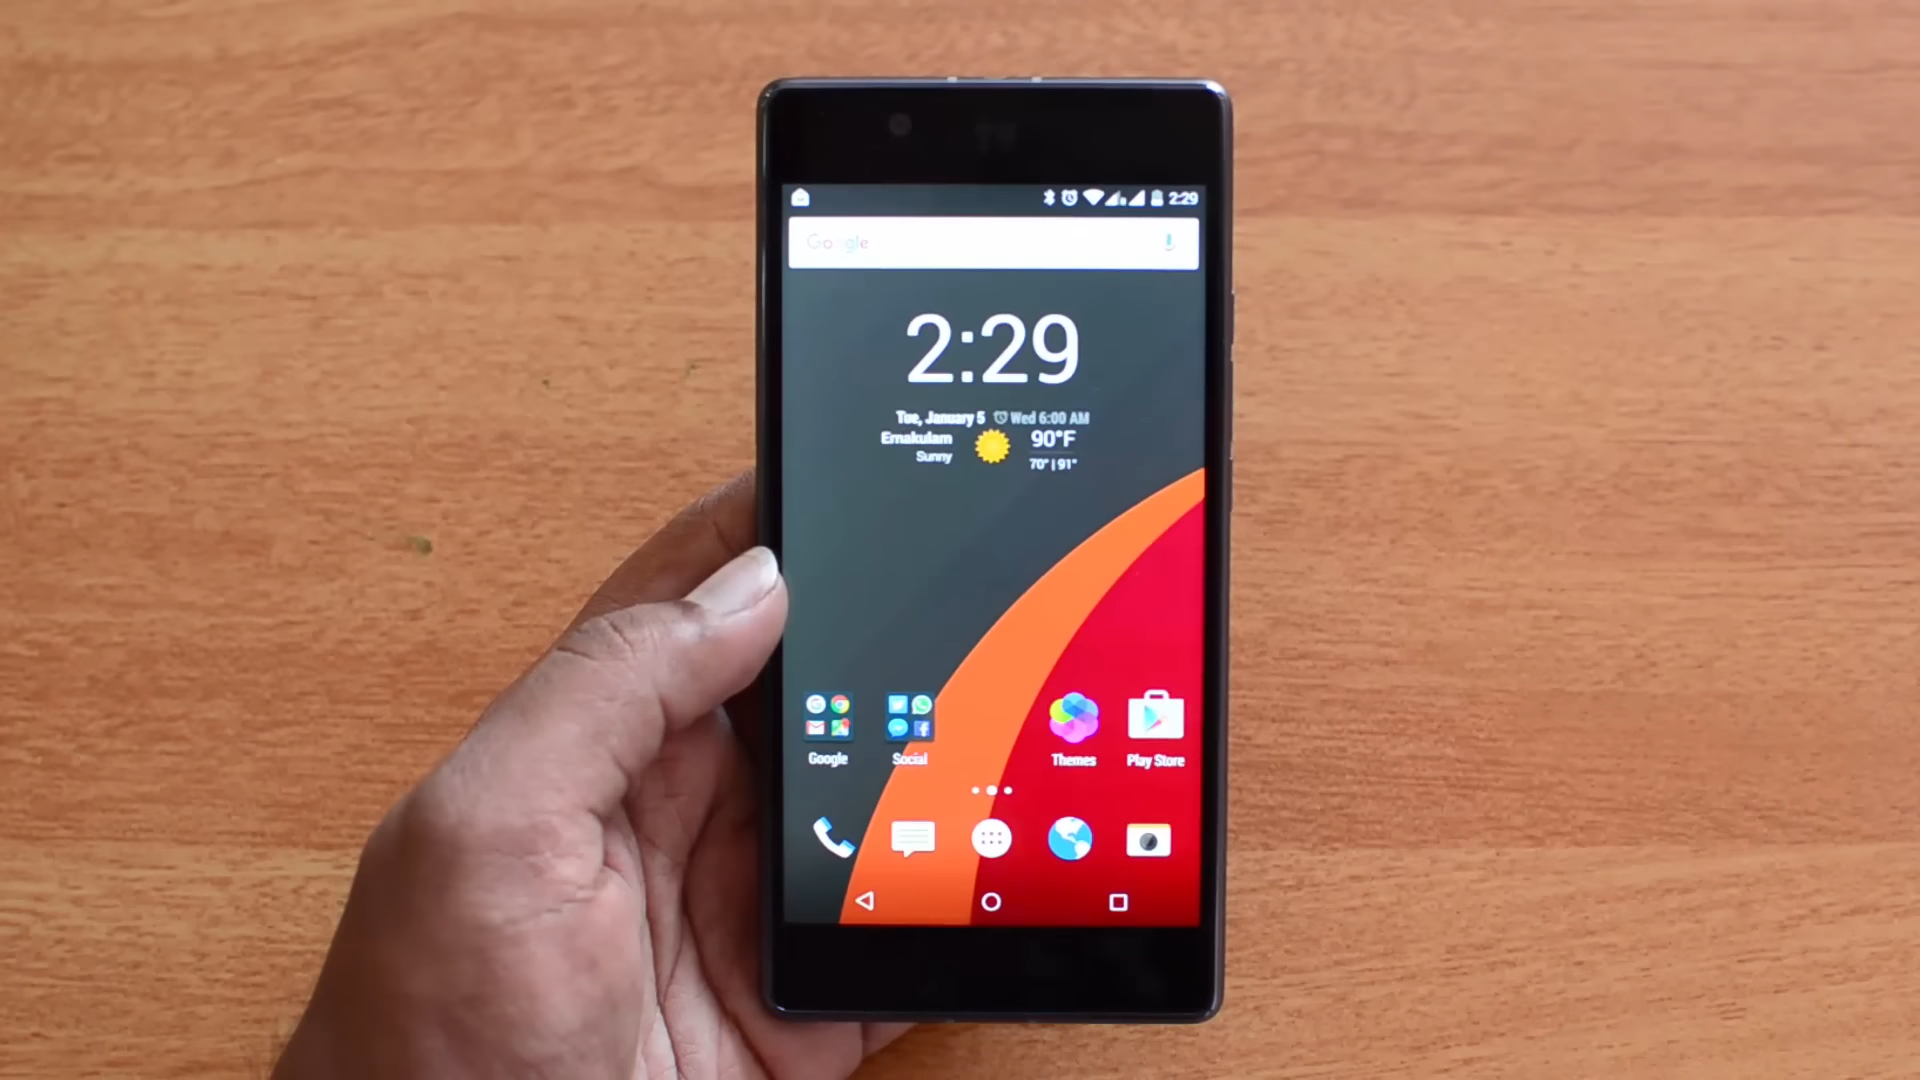 2:29
Google
2:29
Tue, January 5 Wed 6:00 AM
Ernakulam 90°F
Sunny 70° | 91°
Google Social Themes Play Store